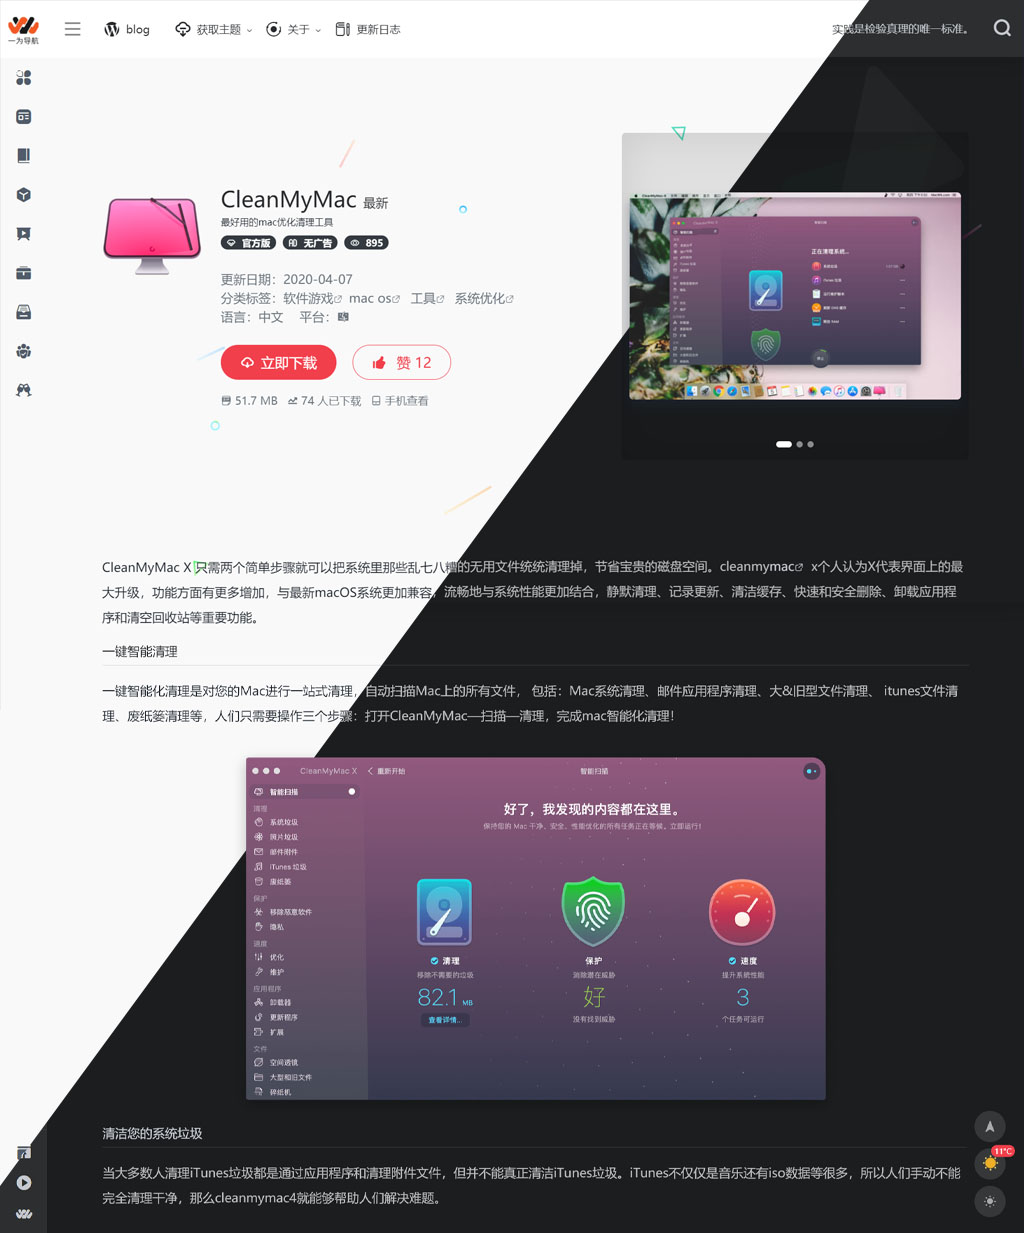 一为导航
blog
获取主题
关于
更新日志
实践是检验真理的唯一标准。
CleanMyMac 最新
最好用的mac优化清理工具
官方版
无广告
895
更新日期：2020-04-07
分类标签：软件游戏 mac os 工具 系统优化
语言：中文 平台：
立即下载
赞 12
51.7 MB 74 人已下载 手机查看
正在清理系统...
CleanMyMac X只需两个简单步骤就可以把系统里那些乱七八糟的无用文件统统清理掉，节省宝贵的磁盘空间。cleanmymac x个人认为X代表界面上的最
大升级，功能方面有更多增加，与最新macOS系统更加兼容，流畅地与系统性能更加结合，静默清理、记录更新、清洁缓存、快速和安全删除、卸载应用程
序和清空回收站等重要功能。
一键智能清理
一键智能化清理是对您的Mac进行一站式清理，自动扫描Mac上的所有文件， 包括：Mac系统清理、邮件应用程序清理、大&旧型文件清理、 itunes文件清
理、废纸篓清理等，人们只需要操作三个步骤：打开CleanMyMac—扫描—清理，完成mac智能化清理！
CleanMyMac X
重新开始
智能扫描
智能扫描
清理
系统垃圾
照片垃圾
邮件附件
iTunes 垃圾
废纸篓
保护
移除恶意软件
隐私
速度
优化
维护
应用程序
卸载器
更新程序
扩展
文件
空间透镜
大型和旧文件
碎纸机
好了，我发现的内容都在这里。
保持您的 Mac 干净、安全、性能优化的所有任务正在等候。立即运行！
清理
移除不需要的垃圾
82.1 MB
查看详情...
保护
消除潜在威胁
好
没有找到威胁
速度
提升系统性能
3
个任务可运行
清洁您的系统垃圾
当大多数人清理iTunes垃圾都是通过应用程序和清理附件文件，但并不能真正清洁iTunes垃圾。iTunes不仅仅是音乐还有iso数据等很多，所以人们手动不能
完全清理干净，那么cleanmymac4就能够帮助人们解决难题。
11°C